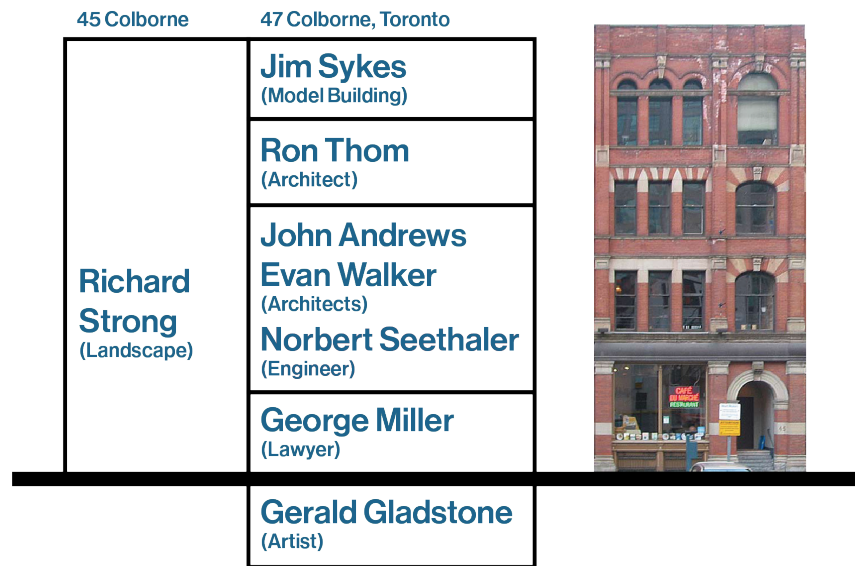 45 Colborne
47 Colborne, Toronto
Jim Sykes
(Model Building)
Ron Thom
(Architect)
John Andrews
Evan Walker
(Architects)
Norbert Seethaler
(Engineer)
Richard
Strong
(Landscape)
George Miller
(Lawyer)
Gerald Gladstone
(Artist)
CAFÉ
DU MARCHÉ
RESTAURANT